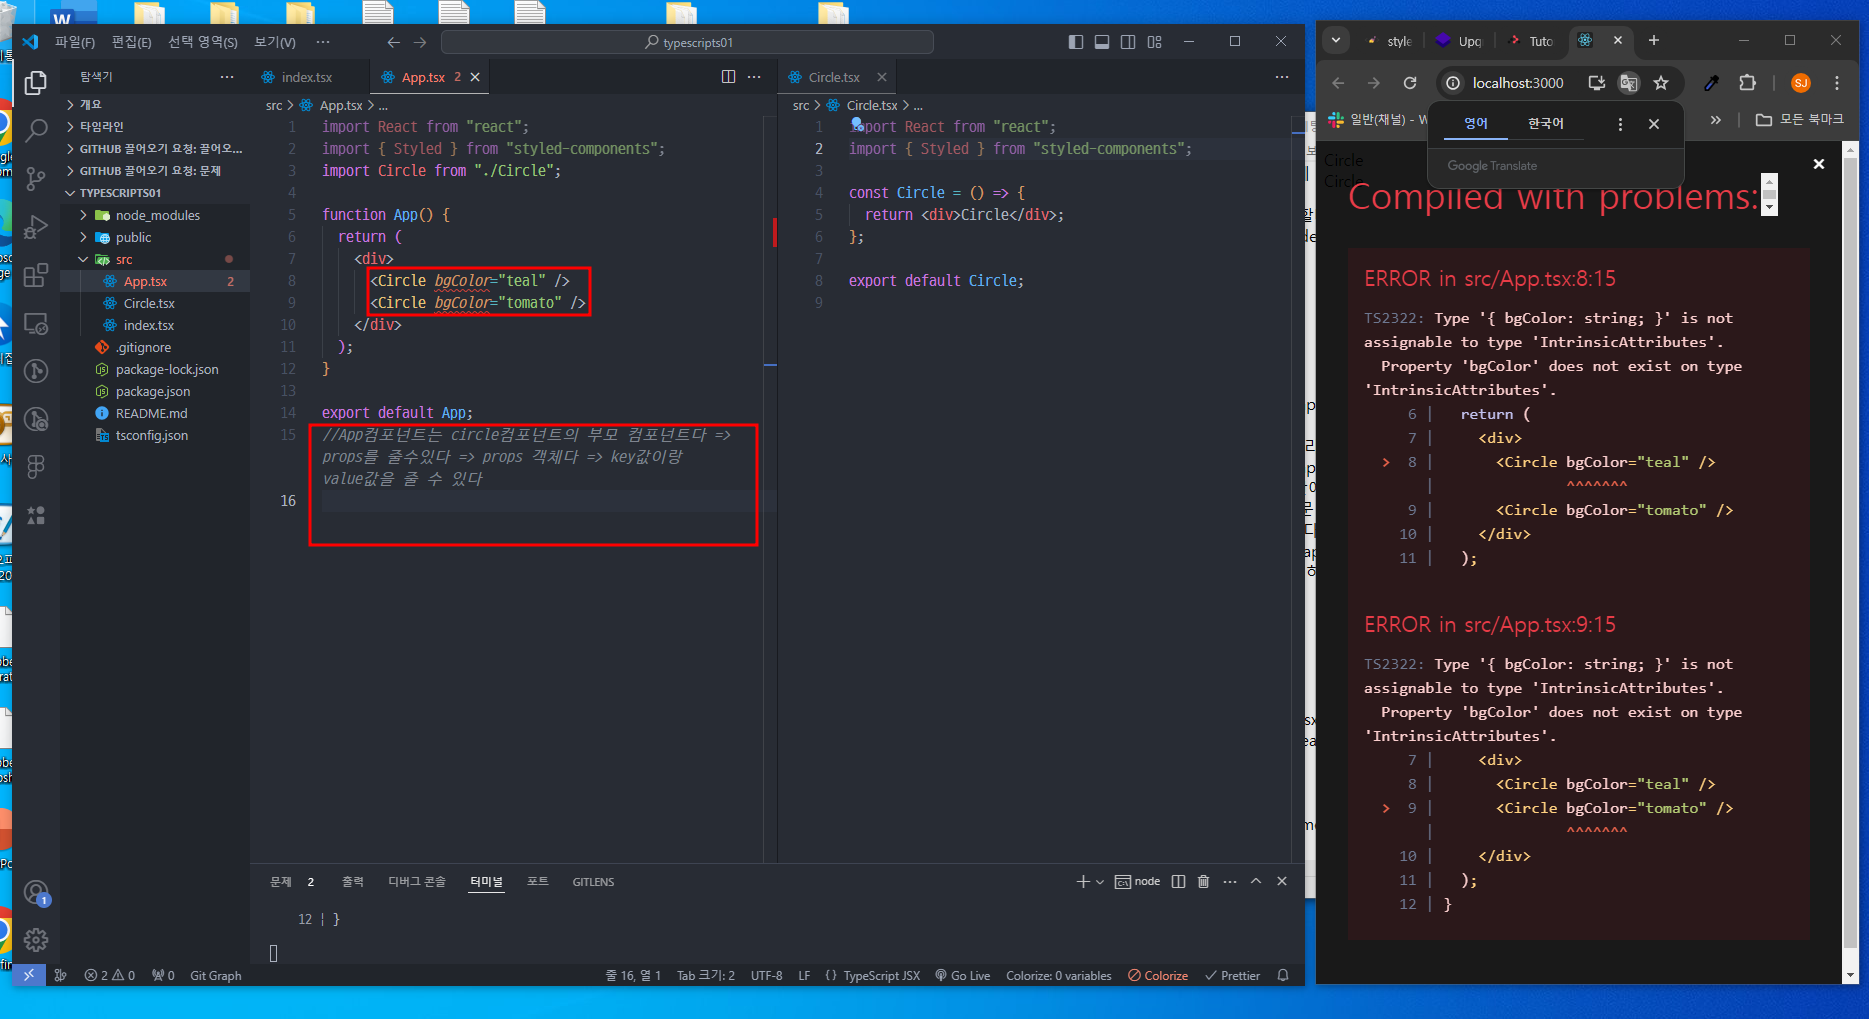 파일(F) 편집(E) 선택 영역(S) 보기(V) ···
typescripts01
탐색기
개요
타임라인
GITHUB 끌어오기 요청: 끌어오...
GITHUB 끌어오기 요청: 문제
TYPESCRIPTS01
node_modules
public
src
App.tsx 2
Circle.tsx
index.tsx
.gitignore
package-lock.json
package.json
README.md
tsconfig.json
index.tsx
App.tsx 2
src > App.tsx > ...
1 import React from "react";
2 import { Styled } from "styled-components";
3 import Circle from "./Circle";
4
5 function App() {
6 return (
7 <div>
8 <Circle bgColor="teal" />
9 <Circle bgColor="tomato" />
10 </div>
11 );
12 }
13
14 export default App;
15 //App컴포넌트는 circle컴포넌트의 부모 컴포넌트다 =>
props를 줄수있다 => props 객체다 => key값이랑
value값을 줄 수 있다
16
Circle.tsx
src > Circle.tsx > ...
1 import React from "react";
2 import { Styled } from "styled-components";
3
4 const Circle = () => {
5 return <div>Circle</div>;
6 };
7
8 export default Circle;
9
문제 2 출력 디버그 콘솔 터미널 포트 GITLENS
node
12 | }
2 0 0 Git Graph
줄 16, 열 1 Tab 크기: 2 UTF-8 LF {} TypeScript JSX Go Live Colorize: 0 variables Colorize Prettier
style Upq Tuto
localhost:3000
SJ
일반(채널) - W 모든 북마크
영어 한국어
Google Translate
Circle
Circle
Compiled with problems:
ERROR in src/App.tsx:8:15
TS2322: Type '{ bgColor: string; }' is not
assignable to type 'IntrinsicAttributes'.
Property 'bgColor' does not exist on type
'IntrinsicAttributes'.
6 | return (
7 | <div>
> 8 | <Circle bgColor="teal" />
| ^^^^^^^
9 | <Circle bgColor="tomato" />
10 | </div>
11 | );
ERROR in src/App.tsx:9:15
TS2322: Type '{ bgColor: string; }' is not
assignable to type 'IntrinsicAttributes'.
Property 'bgColor' does not exist on type
'IntrinsicAttributes'.
7 | <div>
8 | <Circle bgColor="teal" />
> 9 | <Circle bgColor="tomato" />
| ^^^^^^^
10 | </div>
11 | );
12 | }